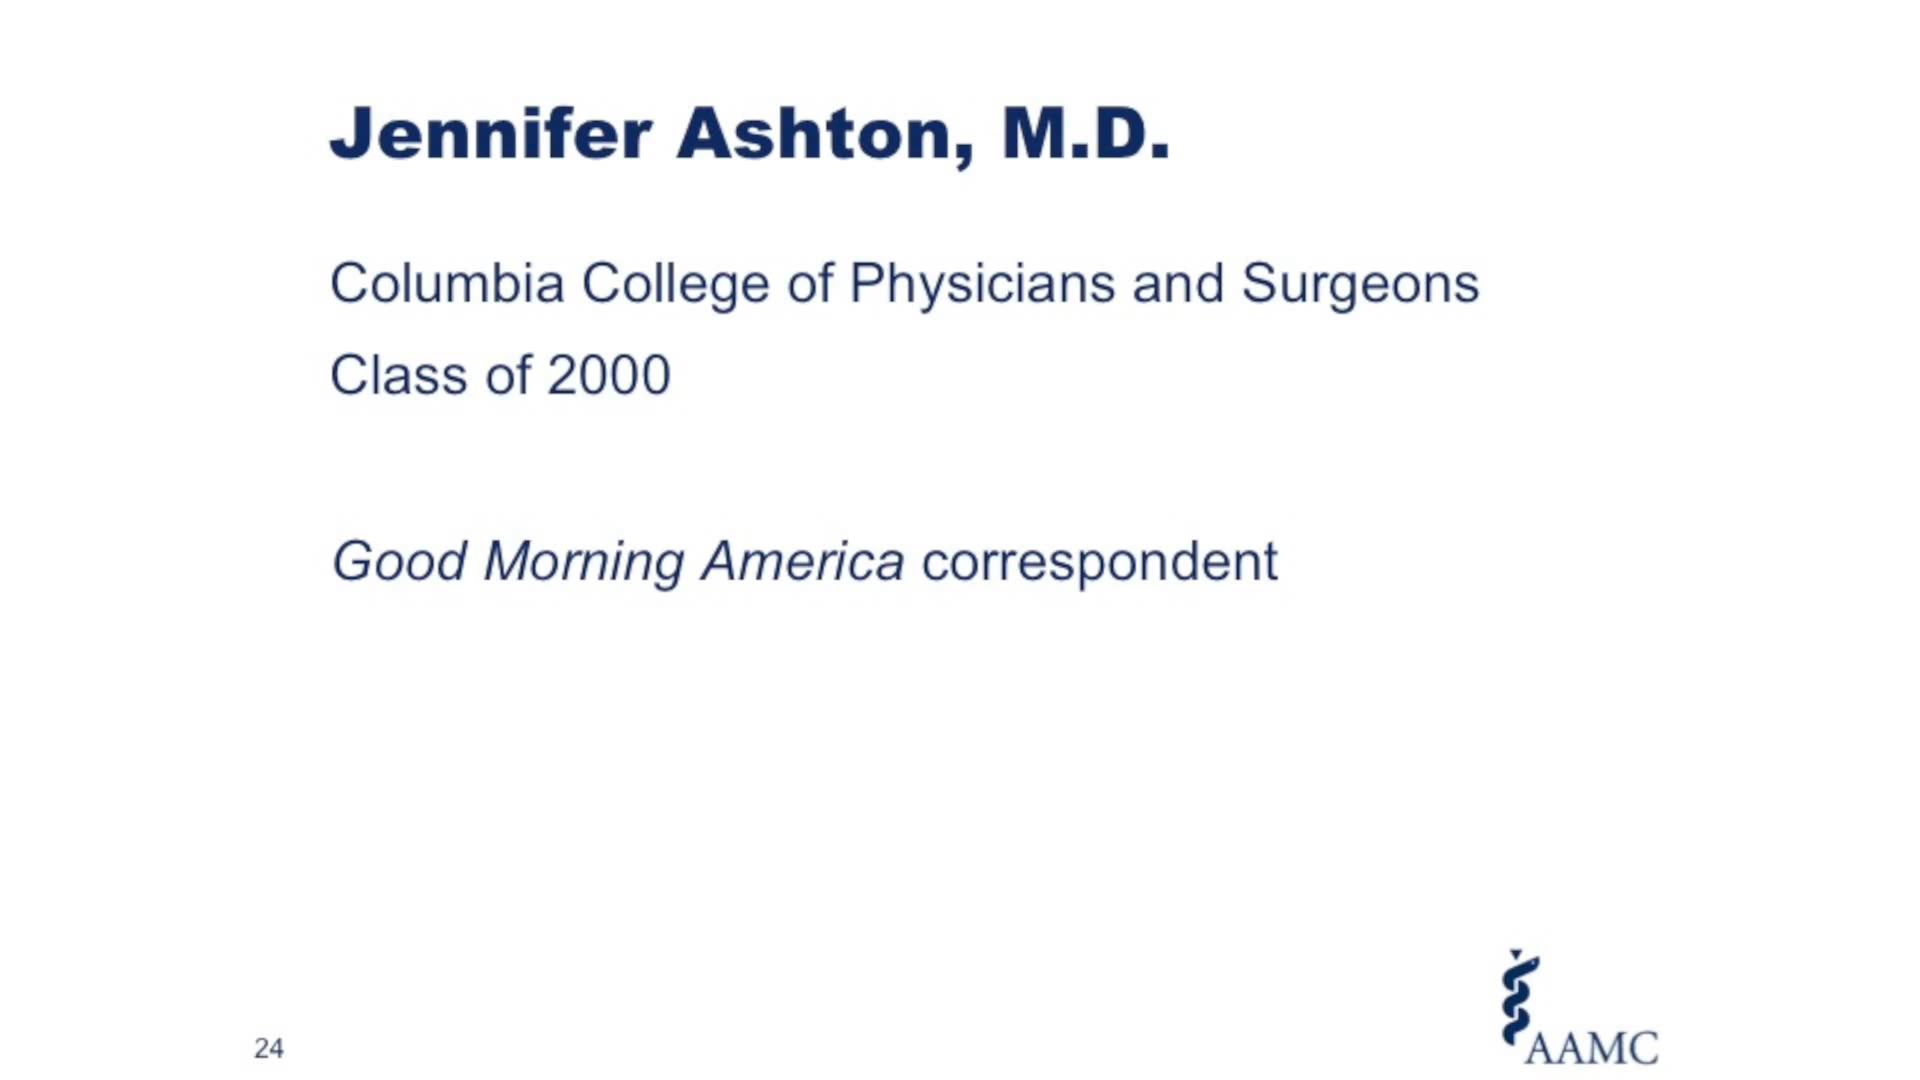 Jennifer Ashton, M.D.
Columbia College of Physicians and Surgeons
Class of 2000
Good Morning America correspondent
24
AAMC